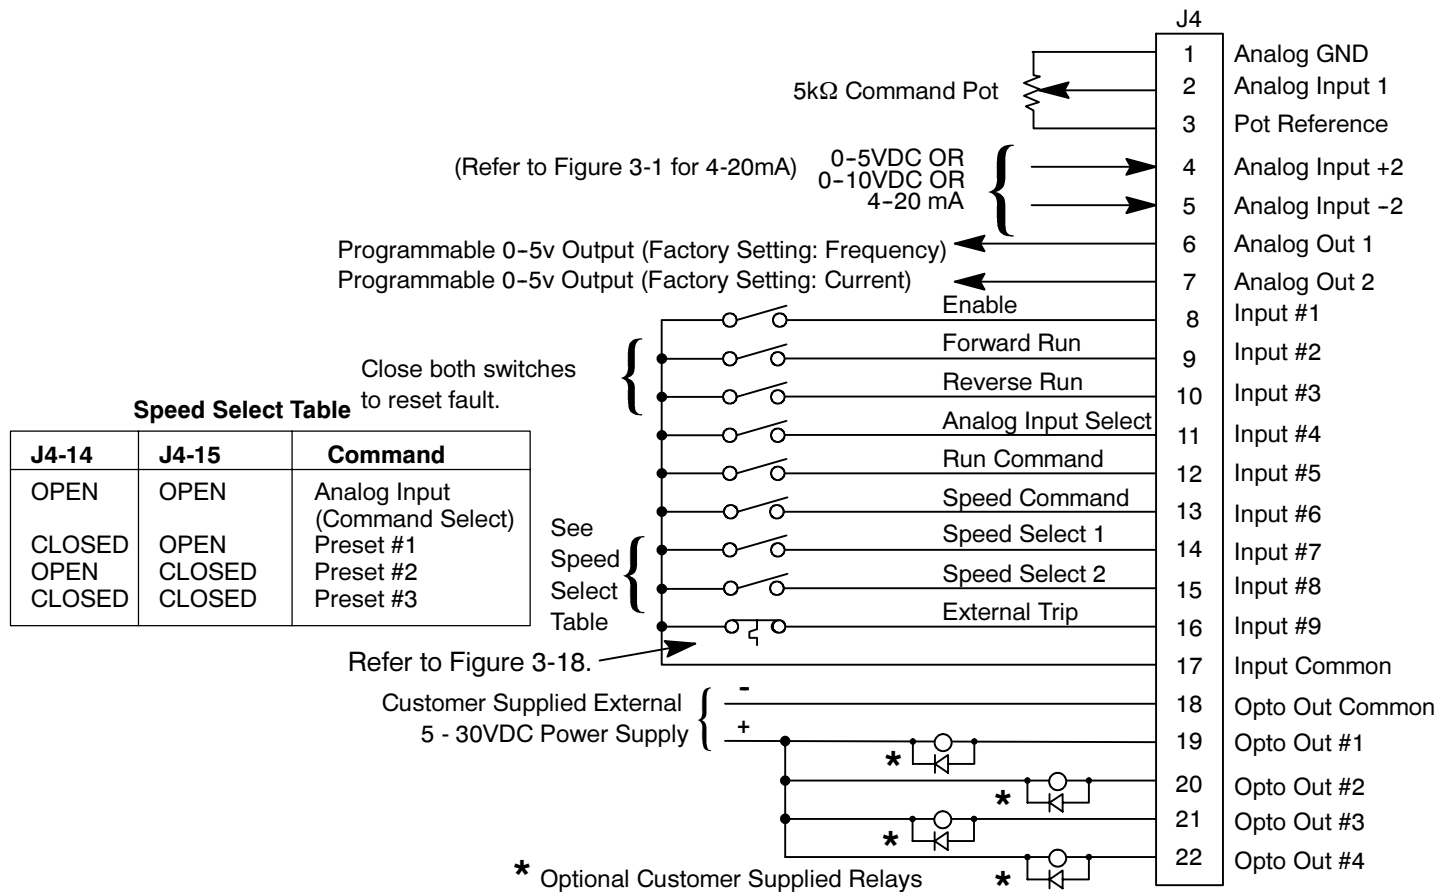 J4
1 Analog GND
5kΩ Command Pot 2 Analog Input 1
3 Pot Reference
(Refer to Figure 3-1 for 4-20mA) 0-5VDC OR
0-10VDC OR
4-20 mA
4 Analog Input +2
5 Analog Input -2
Programmable 0-5v Output (Factory Setting: Frequency) 6 Analog Out 1
Programmable 0-5v Output (Factory Setting: Current) 7 Analog Out 2
Enable 8 Input #1
Forward Run 9 Input #2
Reverse Run 10 Input #3
Close both switches
to reset fault.
Analog Input Select 11 Input #4
Run Command 12 Input #5
Speed Command 13 Input #6
Speed Select 1 14 Input #7
Speed Select 2 15 Input #8
External Trip 16 Input #9
17 Input Common
See
Speed
Select
Table
Refer to Figure 3-18.
Speed Select Table
J4-14 J4-15 Command
OPEN OPEN Analog Input
(Command Select)
CLOSED OPEN Preset #1
OPEN CLOSED Preset #2
CLOSED CLOSED Preset #3
Customer Supplied External
5 - 30VDC Power Supply
- 18 Opto Out Common
+ * 19 Opto Out #1
* 20 Opto Out #2
* 21 Opto Out #3
* 22 Opto Out #4
* Optional Customer Supplied Relays